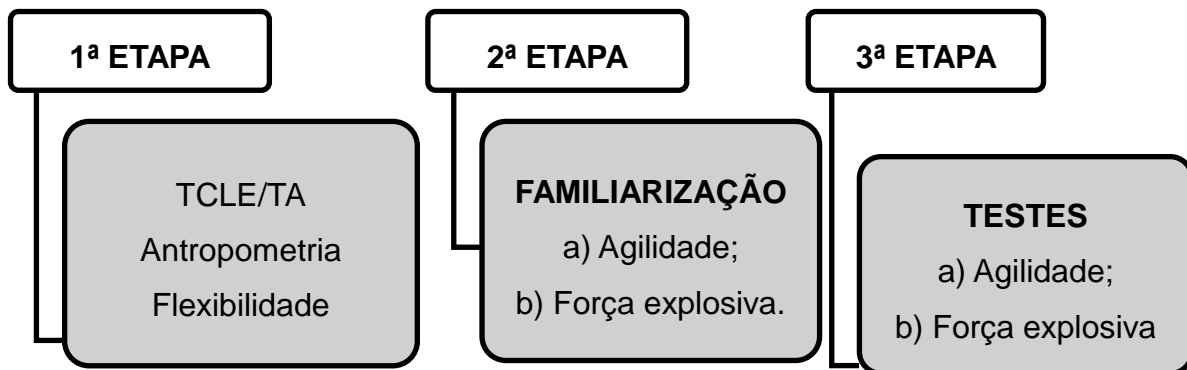 1ª ETAPA
TCLE/TA
Antropometria
Flexibilidade
2ª ETAPA
FAMILIARIZAÇÃO
a) Agilidade;
b) Força explosiva.
3ª ETAPA
TESTES
a) Agilidade;
b) Força explosiva